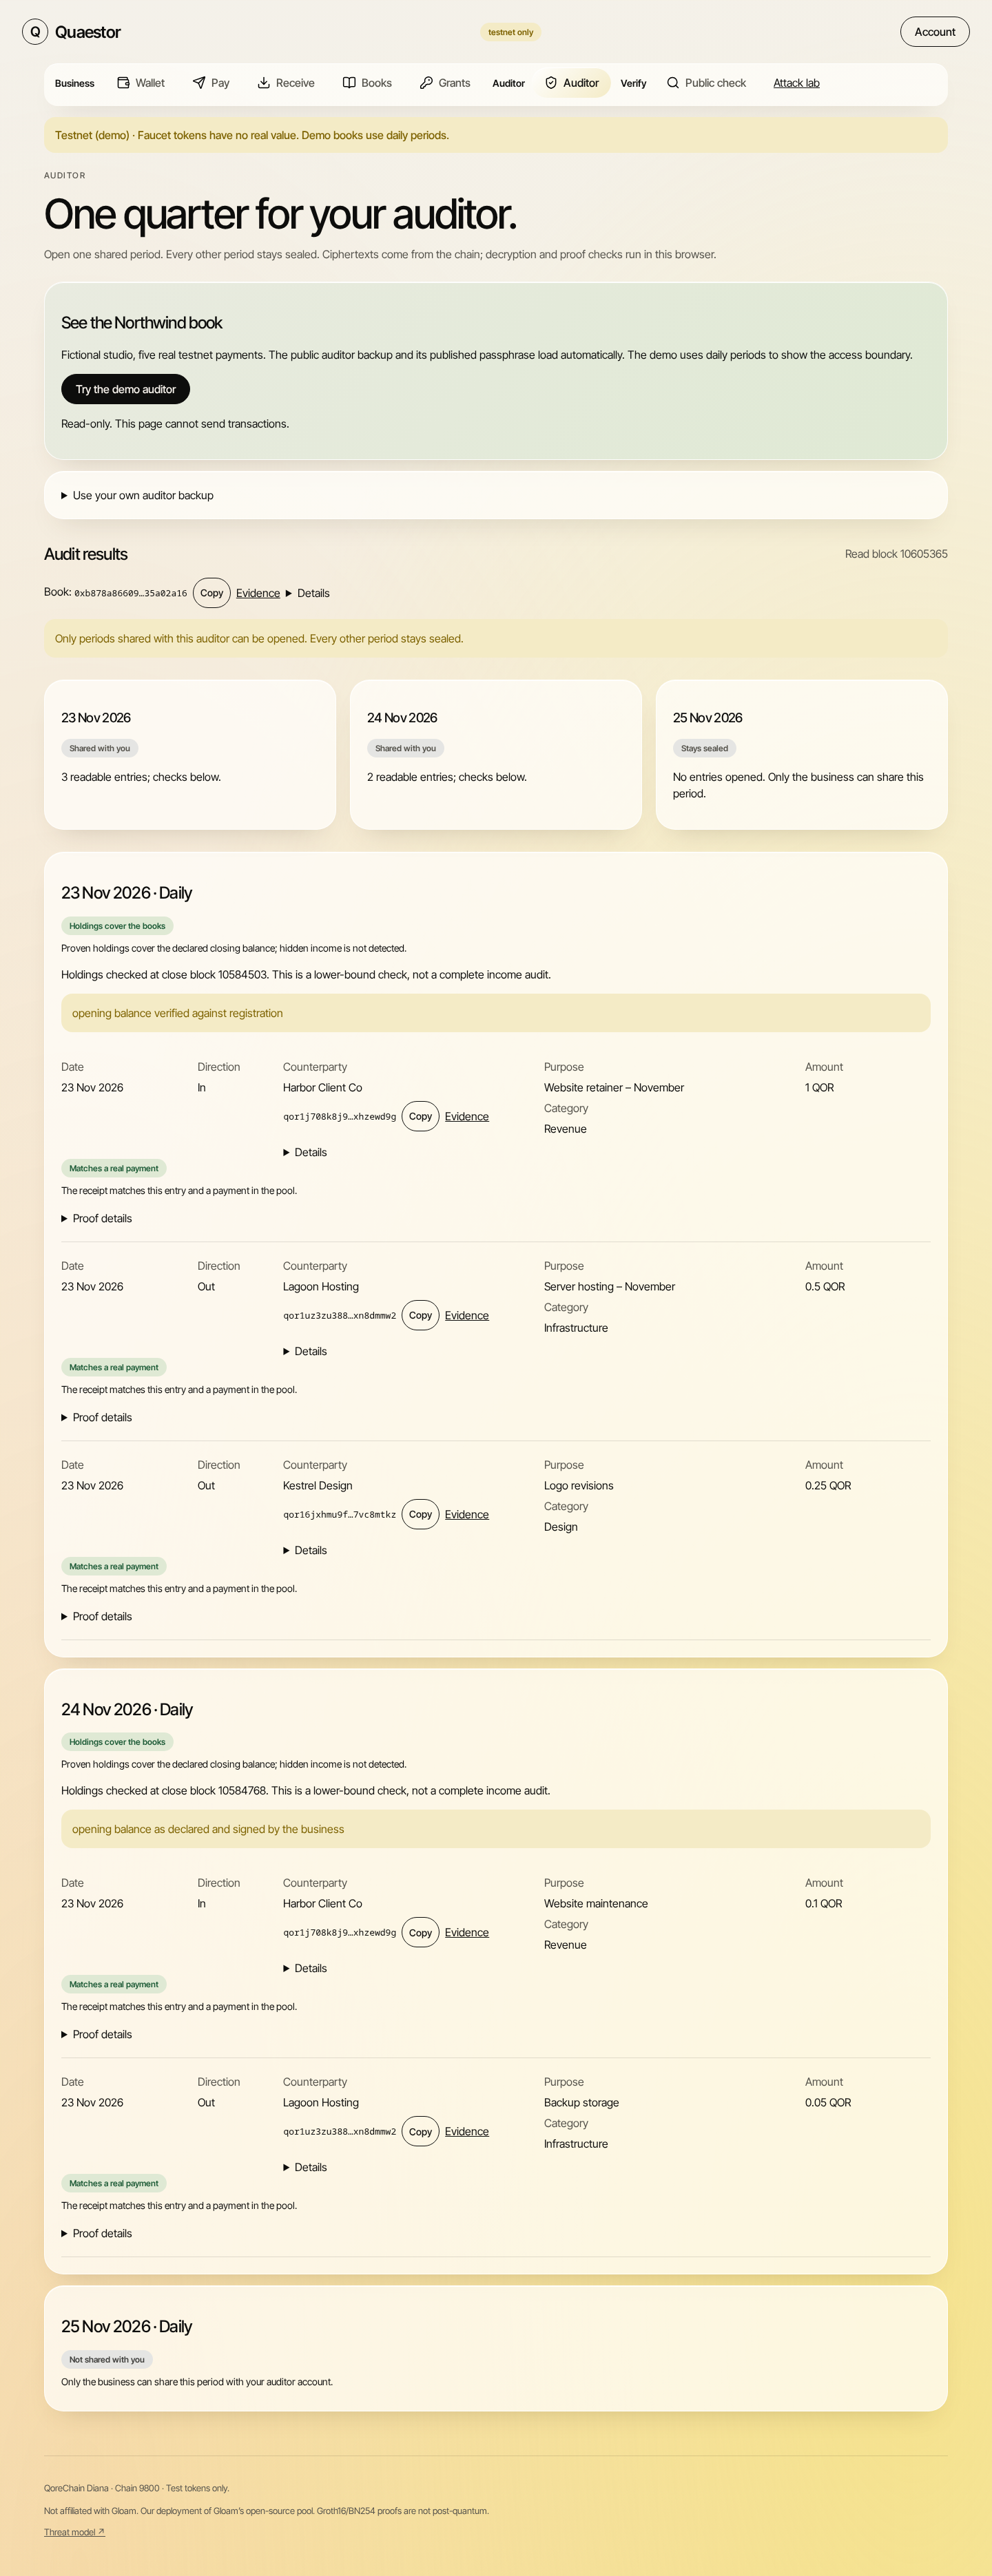 Q Quaestor
testnet only
Account
Business Wallet Pay Receive Books Grants Auditor Auditor Verify Public check Attack lab
Testnet (demo) · Faucet tokens have no real value. Demo books use daily periods.
AUDITOR
One quarter for your auditor.
Open one shared period. Every other period stays sealed. Ciphertexts come from the chain; decryption and proof checks run in this browser.
See the Northwind book
Fictional studio, five real testnet payments. The public auditor backup and its published passphrase load automatically. The demo uses daily periods to show the access boundary.
Try the demo auditor
Read-only. This page cannot send transactions.
Use your own auditor backup
Audit results
Read block 10605365
Book: 0xb878a86609…35a02a16 Copy Evidence Details
Only periods shared with this auditor can be opened. Every other period stays sealed.
23 Nov 2026
Shared with you
3 readable entries; checks below.
24 Nov 2026
Shared with you
2 readable entries; checks below.
25 Nov 2026
Stays sealed
No entries opened. Only the business can share this
period.
23 Nov 2026 · Daily
Holdings cover the books
Proven holdings cover the declared closing balance; hidden income is not detected.
Holdings checked at close block 10584503. This is a lower-bound check, not a complete income audit.
opening balance verified against registration
Date Direction Counterparty Purpose Amount
23 Nov 2026 In Harbor Client Co Website retainer – November 1 QOR
qor1j708k8j9…xhzewd9g Copy Evidence
Category
Revenue
Details
Matches a real payment
The receipt matches this entry and a payment in the pool.
Proof details
Date Direction Counterparty Purpose Amount
23 Nov 2026 Out Lagoon Hosting Server hosting – November 0.5 QOR
qor1uz3zu388…xn8dmmw2 Copy Evidence
Category
Infrastructure
Details
Matches a real payment
The receipt matches this entry and a payment in the pool.
Proof details
Date Direction Counterparty Purpose Amount
23 Nov 2026 Out Kestrel Design Logo revisions 0.25 QOR
qor16jxhmu9f…7vc8mtkz Copy Evidence
Category
Design
Details
Matches a real payment
The receipt matches this entry and a payment in the pool.
Proof details
24 Nov 2026 · Daily
Holdings cover the books
Proven holdings cover the declared closing balance; hidden income is not detected.
Holdings checked at close block 10584768. This is a lower-bound check, not a complete income audit.
opening balance as declared and signed by the business
Date Direction Counterparty Purpose Amount
23 Nov 2026 In Harbor Client Co Website maintenance 0.1 QOR
qor1j708k8j9…xhzewd9g Copy Evidence
Category
Revenue
Details
Matches a real payment
The receipt matches this entry and a payment in the pool.
Proof details
Date Direction Counterparty Purpose Amount
23 Nov 2026 Out Lagoon Hosting Backup storage 0.05 QOR
qor1uz3zu388…xn8dmmw2 Copy Evidence
Category
Infrastructure
Details
Matches a real payment
The receipt matches this entry and a payment in the pool.
Proof details
25 Nov 2026 · Daily
Not shared with you
Only the business can share this period with your auditor account.
QoreChain Diana · Chain 9800 · Test tokens only.
Not affiliated with Gloam. Our deployment of Gloam's open-source pool. Groth16/BN254 proofs are not post-quantum.
Threat model ↗